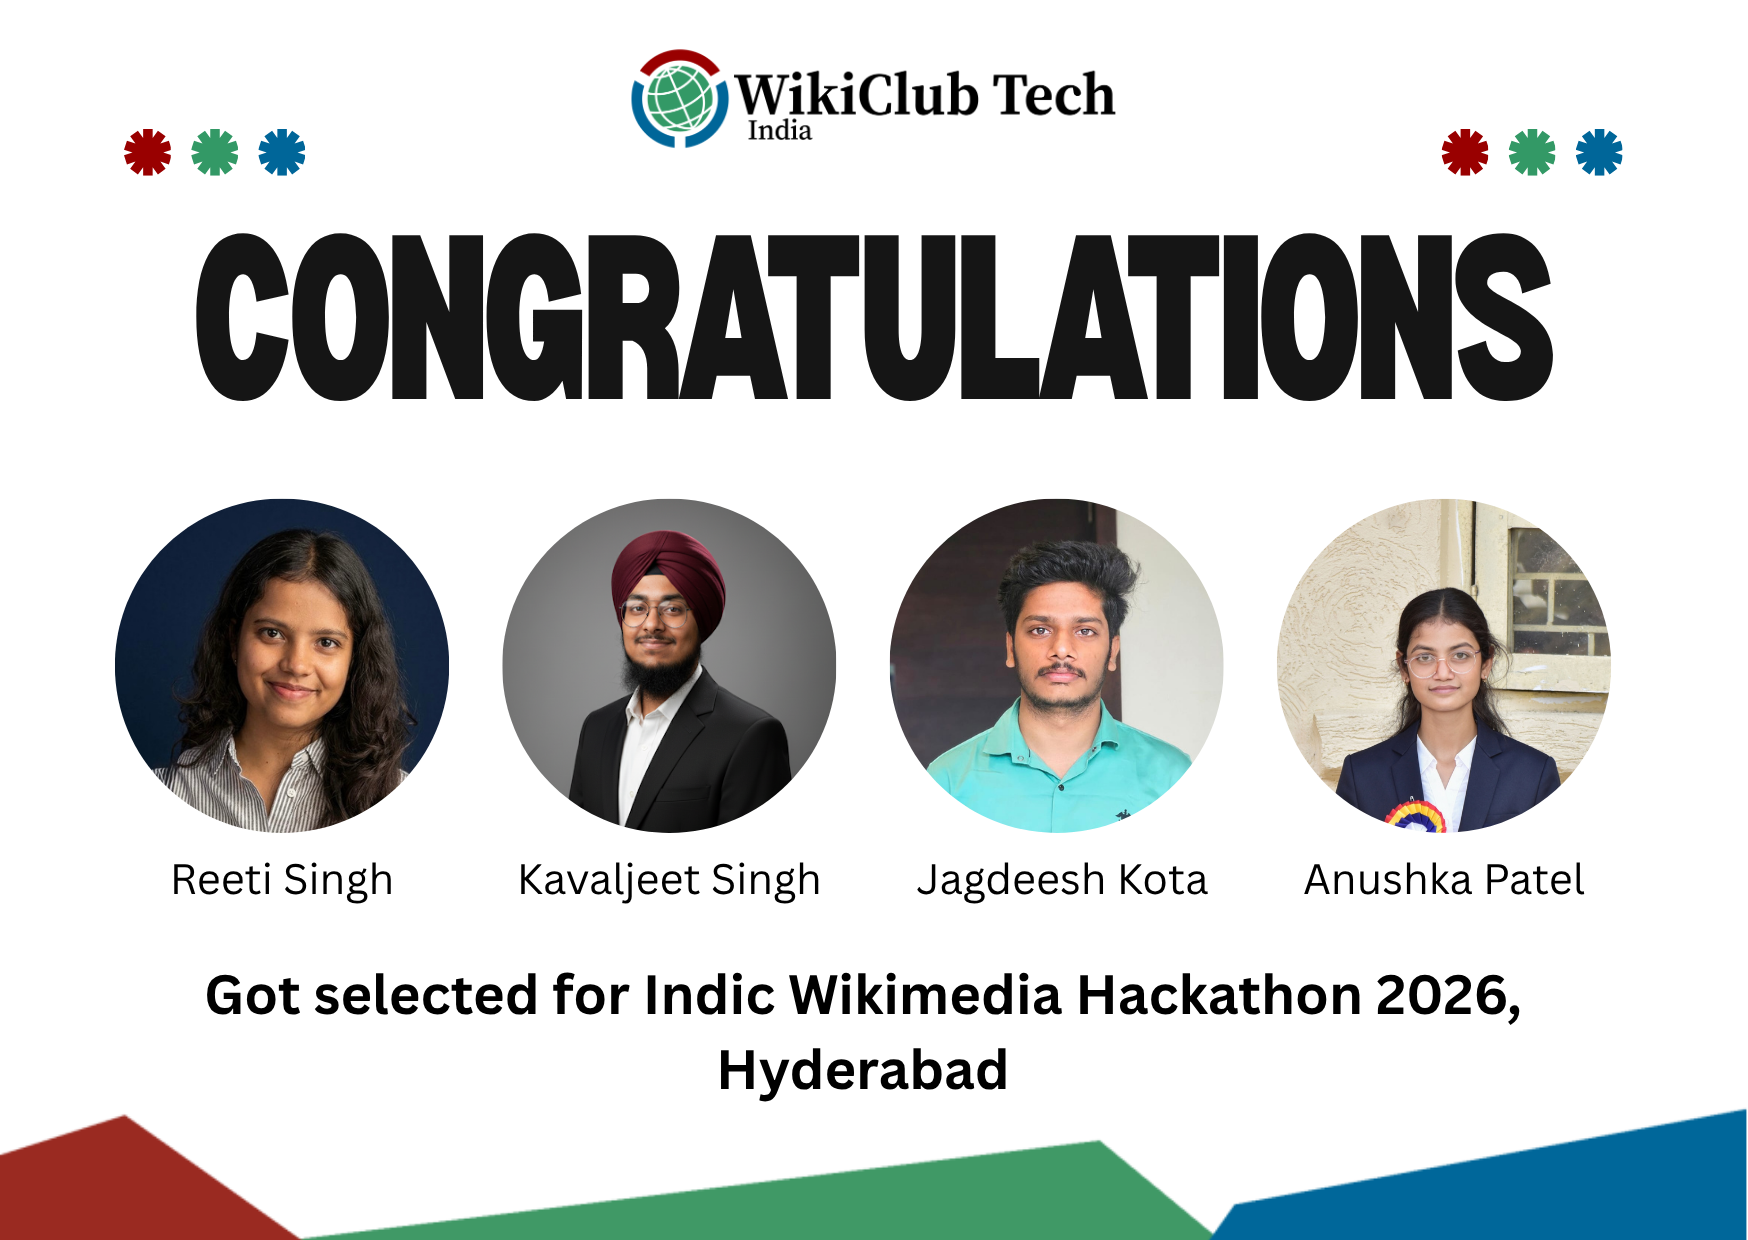 WikiClub Tech
India
CONGRATULATIONS
Reeti Singh
Kavaljeet Singh
Jagdeesh Kota
Anushka Patel
Got selected for Indic Wikimedia Hackathon 2026,
Hyderabad